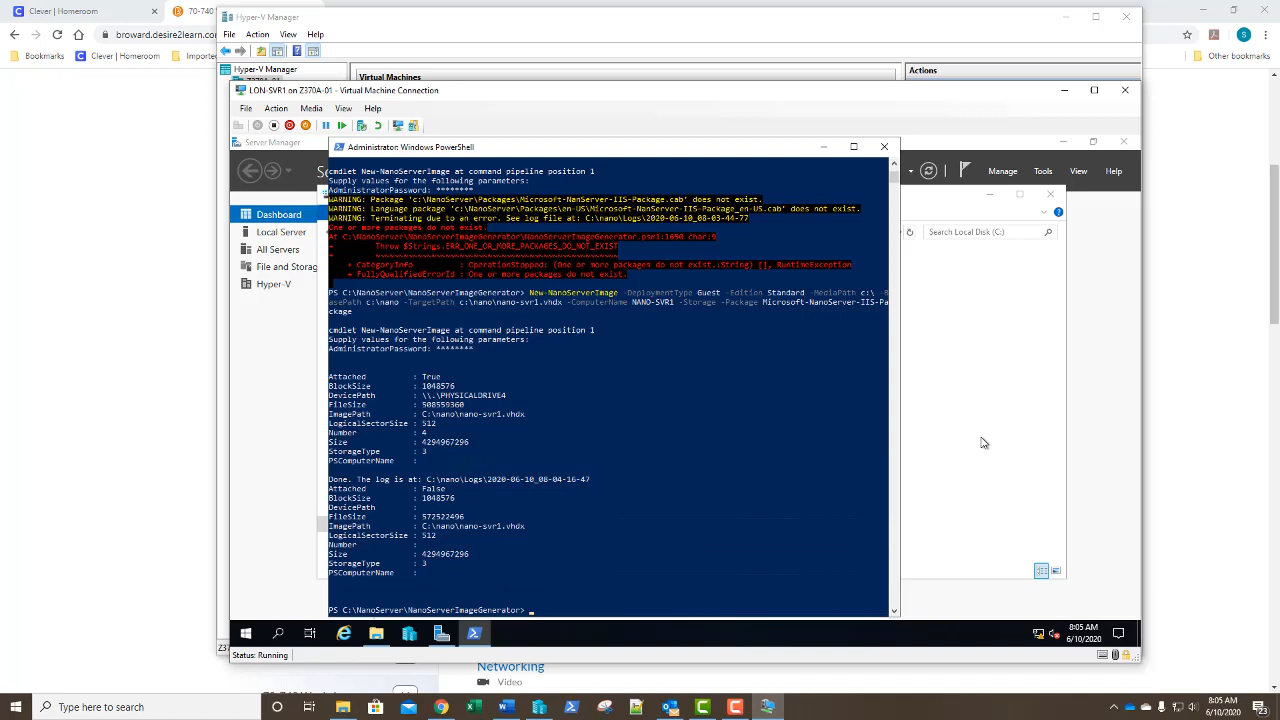 Clever | Homeroom
70-740
Hyper-V Manager
File Action View Help
broward.desire2learn.com
Bookmarks
Clever | Homeroom
Importe
Other bookmarks
Hyper-V Manager
Virtual Machines
Actions
LON-SVR1 on Z370A-01 - Virtual Machine Connection
File Action Media View Help
Server Manager
Administrator: Windows PowerShell
Manage Tools View Help
Dashboard
Local Server
All Servers
File and Storag
Hyper-V
Search Local Disk (C:)
cmdlet New-NanoServerImage at command pipeline position 1
Supply values for the following parameters:
AdministratorPassword: ********
WARNING: Package 'c:\NanoServer\Packages\Microsoft-NanServer-IIS-Package.cab' does not exist.
WARNING: Language package 'c:\NanoServer\Packages\en-US\Microsoft-NanServer-IIS-Package_en-US.cab' does not exist.
WARNING: Terminating due to an error. See log file at: C:\nano\Logs\2020-06-10_08-03-44-77
One or more packages do not exist.
At C:\NanoServer\NanoServerImageGenerator\NanoServerImageGenerator.psm1:1650 char:9
+ Throw $Strings.ERR_ONE_OR_MORE_PACKAGES_DO_NOT_EXIST
+ ~~~~~~~~~~~~~~~~~~~~~~~~~~~~~~~~~~~~~~~~~~~~~~~~~~~~
+ CategoryInfo : OperationStopped: (One or more packages do not exist.:String) [], RuntimeException
+ FullyQualifiedErrorId : One or more packages do not exist.
PS C:\NanoServer\NanoServerImageGenerator> New-NanoServerImage -DeploymentType Guest -Edition Standard -MediaPath c:\ -B
asePath c:\nano -TargetPath c:\nano\nano-svr1.vhdx -ComputerName NANO-SVR1 -Storage -Package Microsoft-NanoServer-IIS-Pa
ckage
cmdlet New-NanoServerImage at command pipeline position 1
Supply values for the following parameters:
AdministratorPassword: ********
Attached : True
BlockSize : 1048576
DevicePath : \\.\PHYSICALDRIVE4
FileSize : 508559360
ImagePath : C:\nano\nano-svr1.vhdx
LogicalSectorSize : 512
Number : 4
Size : 4294967296
StorageType : 3
PSComputerName :
Done. The log is at: C:\nano\Logs\2020-06-10_08-04-16-47
Attached : False
BlockSize : 1048576
DevicePath :
FileSize : 572522496
ImagePath : C:\nano\nano-svr1.vhdx
LogicalSectorSize : 512
Number :
Size : 4294967296
StorageType : 3
PSComputerName :
PS C:\NanoServer\NanoServerImageGenerator> _
8:05 AM
6/10/2020
Status: Running
Networking
Video
Type here to search
8:05 AM
6/10/2020